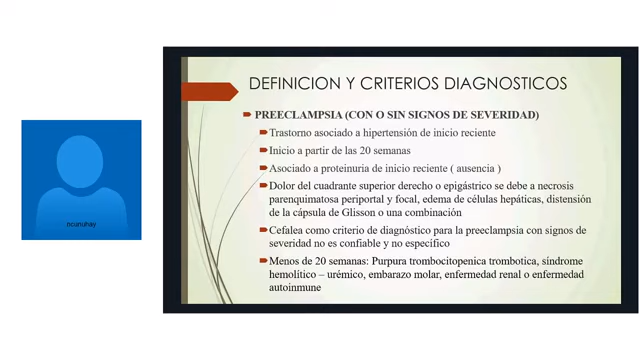 DEFINICION Y CRITERIOS DIAGNOSTICOS
PREECLAMPSIA (CON O SIN SIGNOS DE SEVERIDAD)
Trastorno asociado a hipertensión de inicio reciente
Inicio a partir de las 20 semanas
Asociado a proteinuria de inicio reciente ( ausencia )
Dolor del cuadrante superior derecho o epigástrico se debe a necrosis
parenquimatosa periportal y focal, edema de células hepáticas, distensión
de la cápsula de Glisson o una combinación
Cefalea como criterio de diagnóstico para la preeclampsia con signos de
severidad no es confiable y no específico
Menos de 20 semanas: Purpura trombocitopenica trombotica, síndrome
hemolítico – urémico, embarazo molar, enfermedad renal o enfermedad
autoinmune
ncunuhay